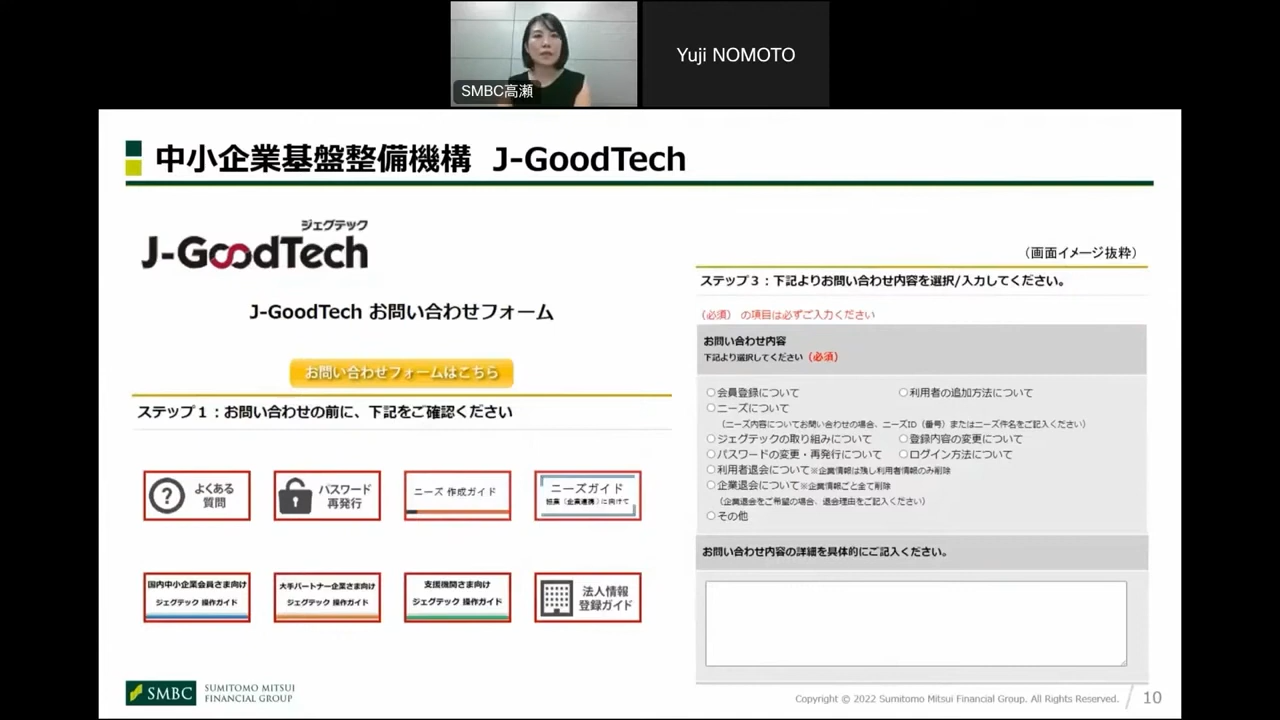 SMBC高瀬
Yuji NOMOTO
中小企業基盤整備機構 J-GoodTech
ジェグテック
J-GoodTech
J-GoodTech お問い合わせフォーム
お問い合わせフォームはこちら
ステップ１：お問い合わせの前に、下記をご確認ください
よくある
質問
パスワード
再発行
ニーズ 作成ガイド
ニーズガイド
提案（企業連携）に向けて
国内中小企業会員さま向け
ジェグテック 操作ガイド
大手パートナー企業さま向け
ジェグテック 操作ガイド
支援機関さま向け
ジェグテック 操作ガイド
法人情報
登録ガイド
（画面イメージ抜粋）
ステップ３：下記よりお問い合わせ内容を選択/入力してください。
（必須） の項目は必ずご入力ください
お問い合わせ内容
下記より選択してください（必須）
会員登録について
利用者の追加方法について
ニーズについて
（ニーズ内容についてお問い合わせの場合、ニーズID（番号）またはニーズ件名をご記入ください）
ジェグテックの取り組みについて
登録内容の変更について
パスワードの変更・再発行について
ログイン方法について
利用者退会について※企業情報は残し利用者情報のみ削除
企業退会について※企業情報ごと全て削除
（企業退会をご希望の場合、退会理由をご記入ください）
その他
お問い合わせ内容の詳細を具体的にご記入ください。
SMBC
SUMITOMO MITSUI
FINANCIAL GROUP
Copyright © 2022 Sumitomo Mitsui Financial Group. All Rights Reserved.
10